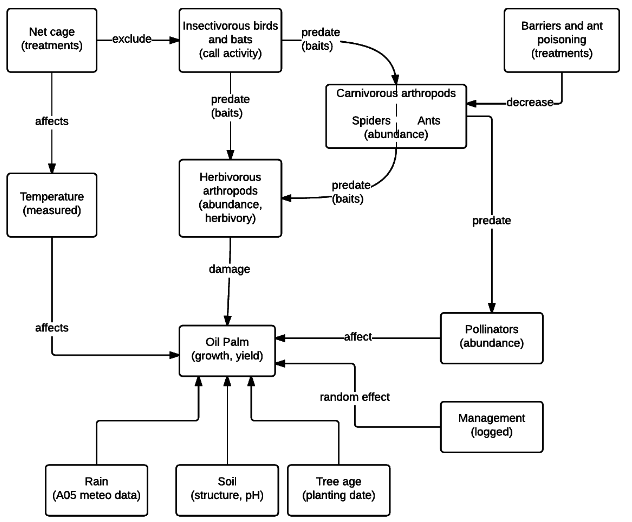 Net cage
(treatments)
exclude
Insectivorous birds
and bats
(call activity)
predate
(baits)
Barriers and ant
poisoning
(treatments)
decrease
Carnivorous arthropods
Spiders Ants
(abundance)
affects
predate
(baits)
predate
(baits)
predate
Temperature
(measured)
Herbivorous
arthropods
(abundance,
herbivory)
damage
affects
Oil Palm
(growth, yield)
affect
Pollinators
(abundance)
random effect
Management
(logged)
Rain
(A05 meteo data)
Soil
(structure, pH)
Tree age
(planting date)